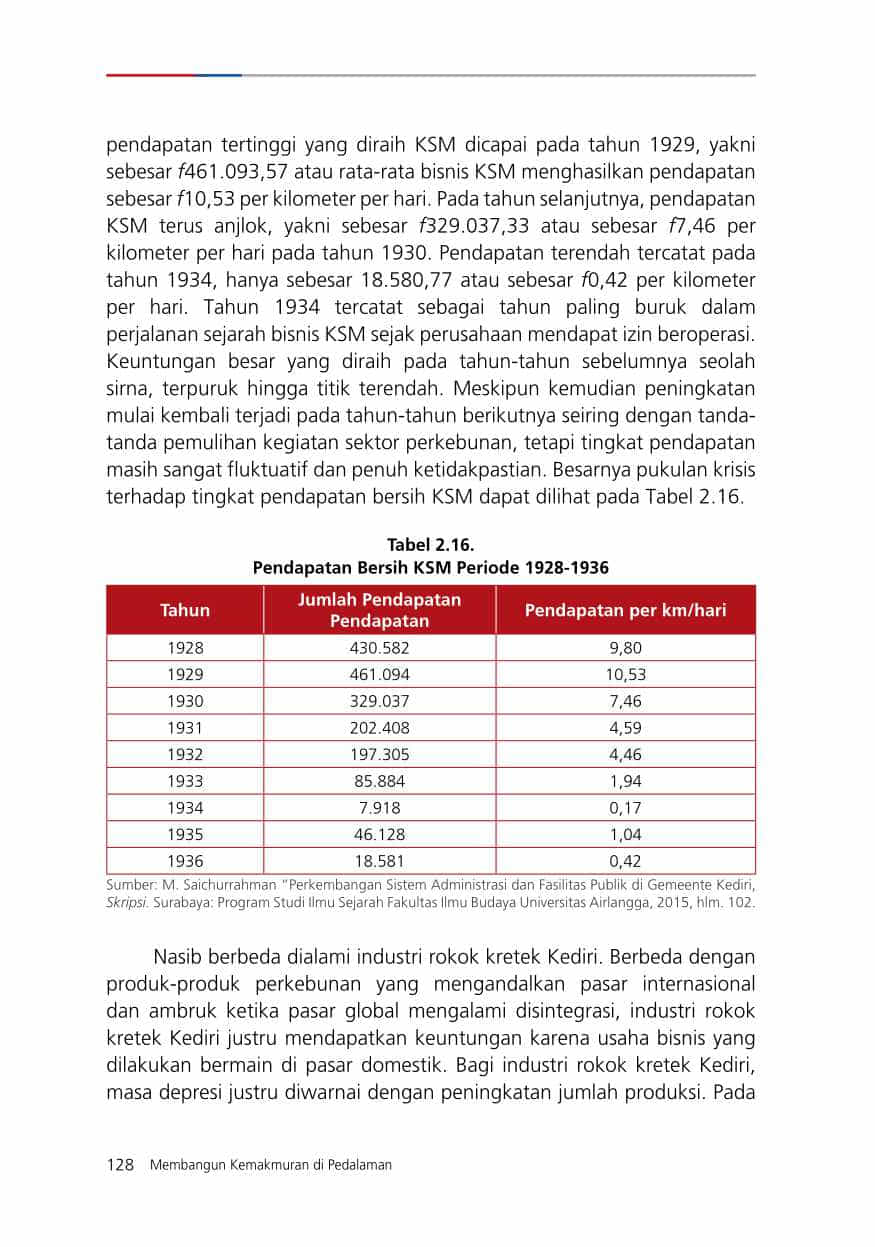 pendapatan tertinggi yang diraih KSM dicapai pada tahun 1929, yakni
sebesar f461.093,57 atau rata-rata bisnis KSM menghasilkan pendapatan
sebesar f10,53 per kilometer per hari. Pada tahun selanjutnya, pendapatan
KSM terus anjlok, yakni sebesar f329.037,33 atau sebesar f7,46 per
kilometer per hari pada tahun 1930. Pendapatan terendah tercatat pada
tahun 1934, hanya sebesar 18.580,77 atau sebesar f0,42 per kilometer
per hari. Tahun 1934 tercatat sebagai tahun paling buruk dalam
perjalanan sejarah bisnis KSM sejak perusahaan mendapat izin beroperasi.
Keuntungan besar yang diraih pada tahun-tahun sebelumnya seolah
sirna, terpuruk hingga titik terendah. Meskipun kemudian peningkatan
mulai kembali terjadi pada tahun-tahun berikutnya seiring dengan tanda-
tanda pemulihan kegiatan sektor perkebunan, tetapi tingkat pendapatan
masih sangat fluktuatif dan penuh ketidakpastian. Besarnya pukulan krisis
terhadap tingkat pendapatan bersih KSM dapat dilihat pada Tabel 2.16.
Tabel 2.16.
Pendapatan Bersih KSM Periode 1928-1936
Tahun Jumlah Pendapatan Pendapatan Pendapatan per km/hari
1928 430.582 9,80
1929 461.094 10,53
1930 329.037 7,46
1931 202.408 4,59
1932 197.305 4,46
1933 85.884 1,94
1934 7.918 0,17
1935 46.128 1,04
1936 18.581 0,42
Sumber: M. Saichurrahman “Perkembangan Sistem Administrasi dan Fasilitas Publik di Gemeente Kediri,
Skripsi. Surabaya: Program Studi Ilmu Sejarah Fakultas Ilmu Budaya Universitas Airlangga, 2015, hlm. 102.
Nasib berbeda dialami industri rokok kretek Kediri. Berbeda dengan
produk-produk perkebunan yang mengandalkan pasar internasional
dan ambruk ketika pasar global mengalami disintegrasi, industri rokok
kretek Kediri justru mendapatkan keuntungan karena usaha bisnis yang
dilakukan bermain di pasar domestik. Bagi industri rokok kretek Kediri,
masa depresi justru diwarnai dengan peningkatan jumlah produksi. Pada
128 Membangun Kemakmuran di Pedalaman